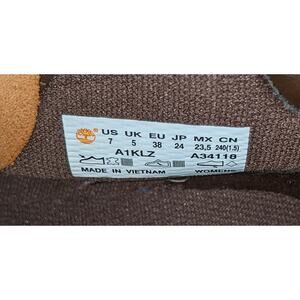 US UK EU JP MX CN
7 5 38 24 23,5 240(1.5)
A1KLZ A34118
MADE IN VIETNAM WOMENS